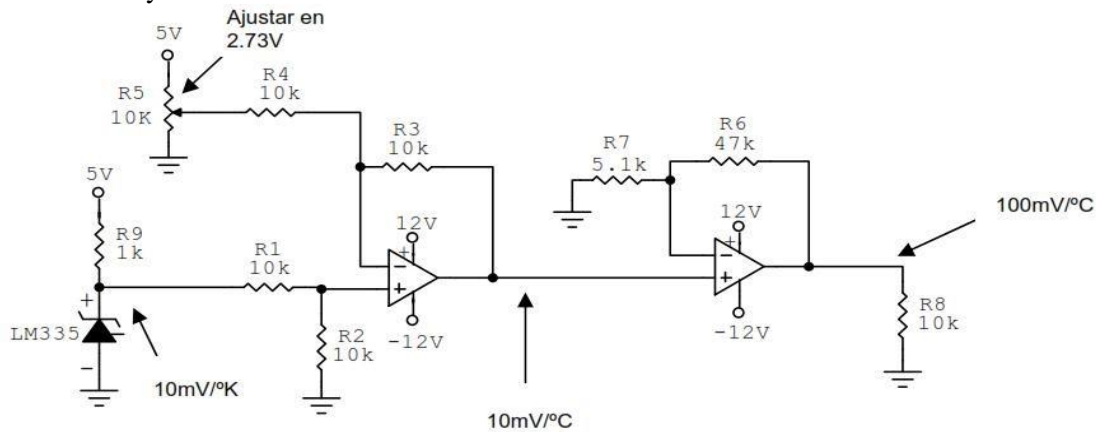 y
Ajustar en
2.73V
5V
R5
10K
R4
10k
R3
10k
R7
5.1k
R6
47k
5V
R9
1k
R1
10k
12V
+
−
+
-12V
12V
+
−
+
-12V
100mV/ºC
R8
10k
+
LM335
−
R2
10k
10mV/ºK
10mV/ºC